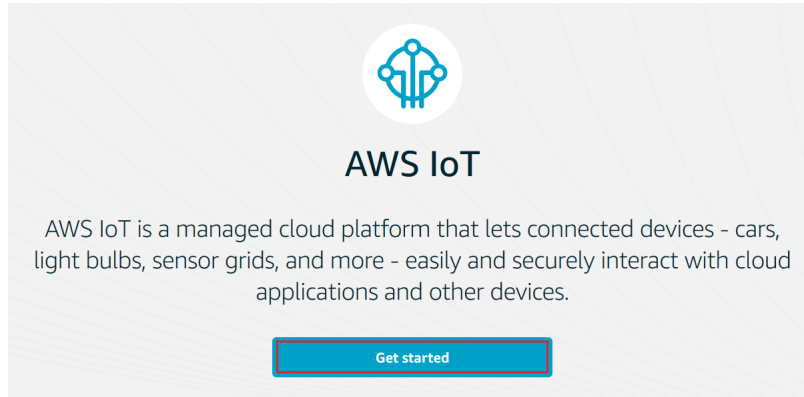 AWS IoT
AWS IoT is a managed cloud platform that lets connected devices - cars,
light bulbs, sensor grids, and more - easily and securely interact with cloud
applications and other devices.
Get started